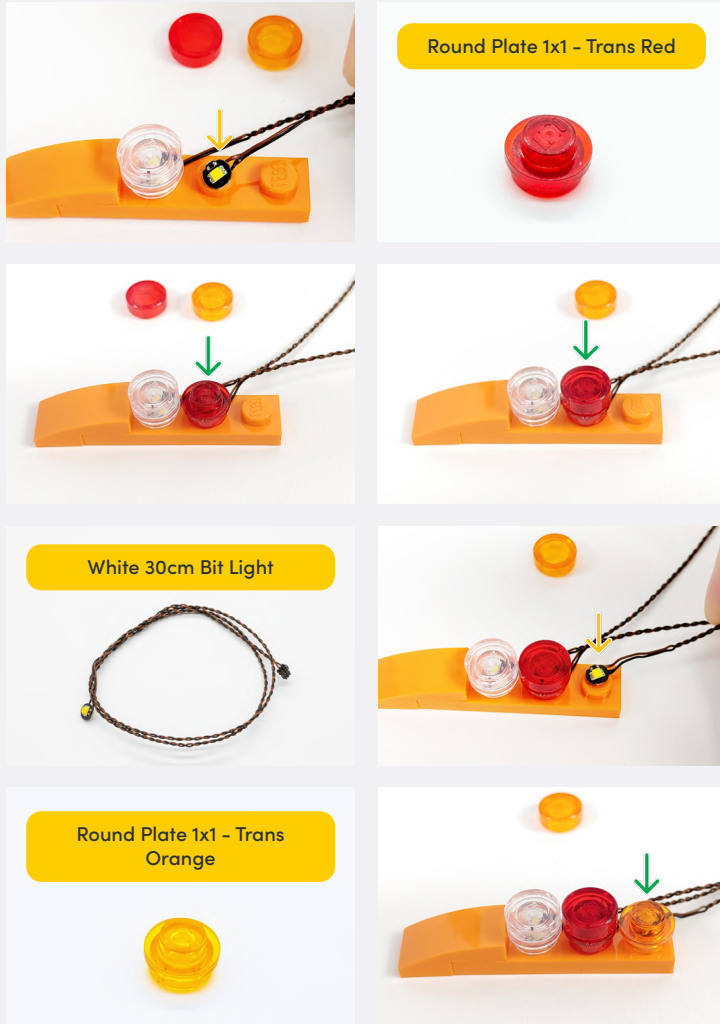 Round Plate 1x1 - Trans Red
White 30cm Bit Light
Round Plate 1x1 - Trans
Orange